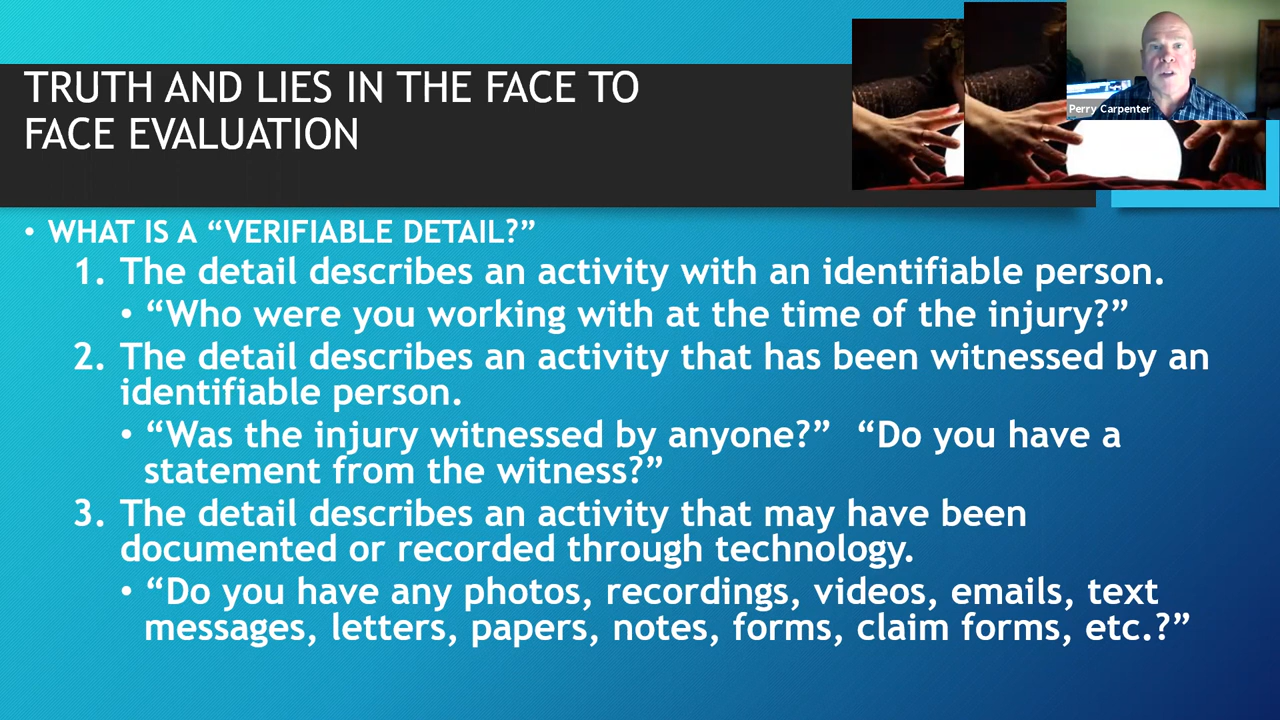 TRUTH AND LIES IN THE FACE TO
FACE EVALUATION
Perry Carpenter
• WHAT IS A “VERIFIABLE DETAIL?”
1. The detail describes an activity with an identifiable person.
• “Who were you working with at the time of the injury?”
2. The detail describes an activity that has been witnessed by an
identifiable person.
• “Was the injury witnessed by anyone?” “Do you have a
statement from the witness?”
3. The detail describes an activity that may have been
documented or recorded through technology.
• “Do you have any photos, recordings, videos, emails, text
messages, letters, papers, notes, forms, claim forms, etc.?”